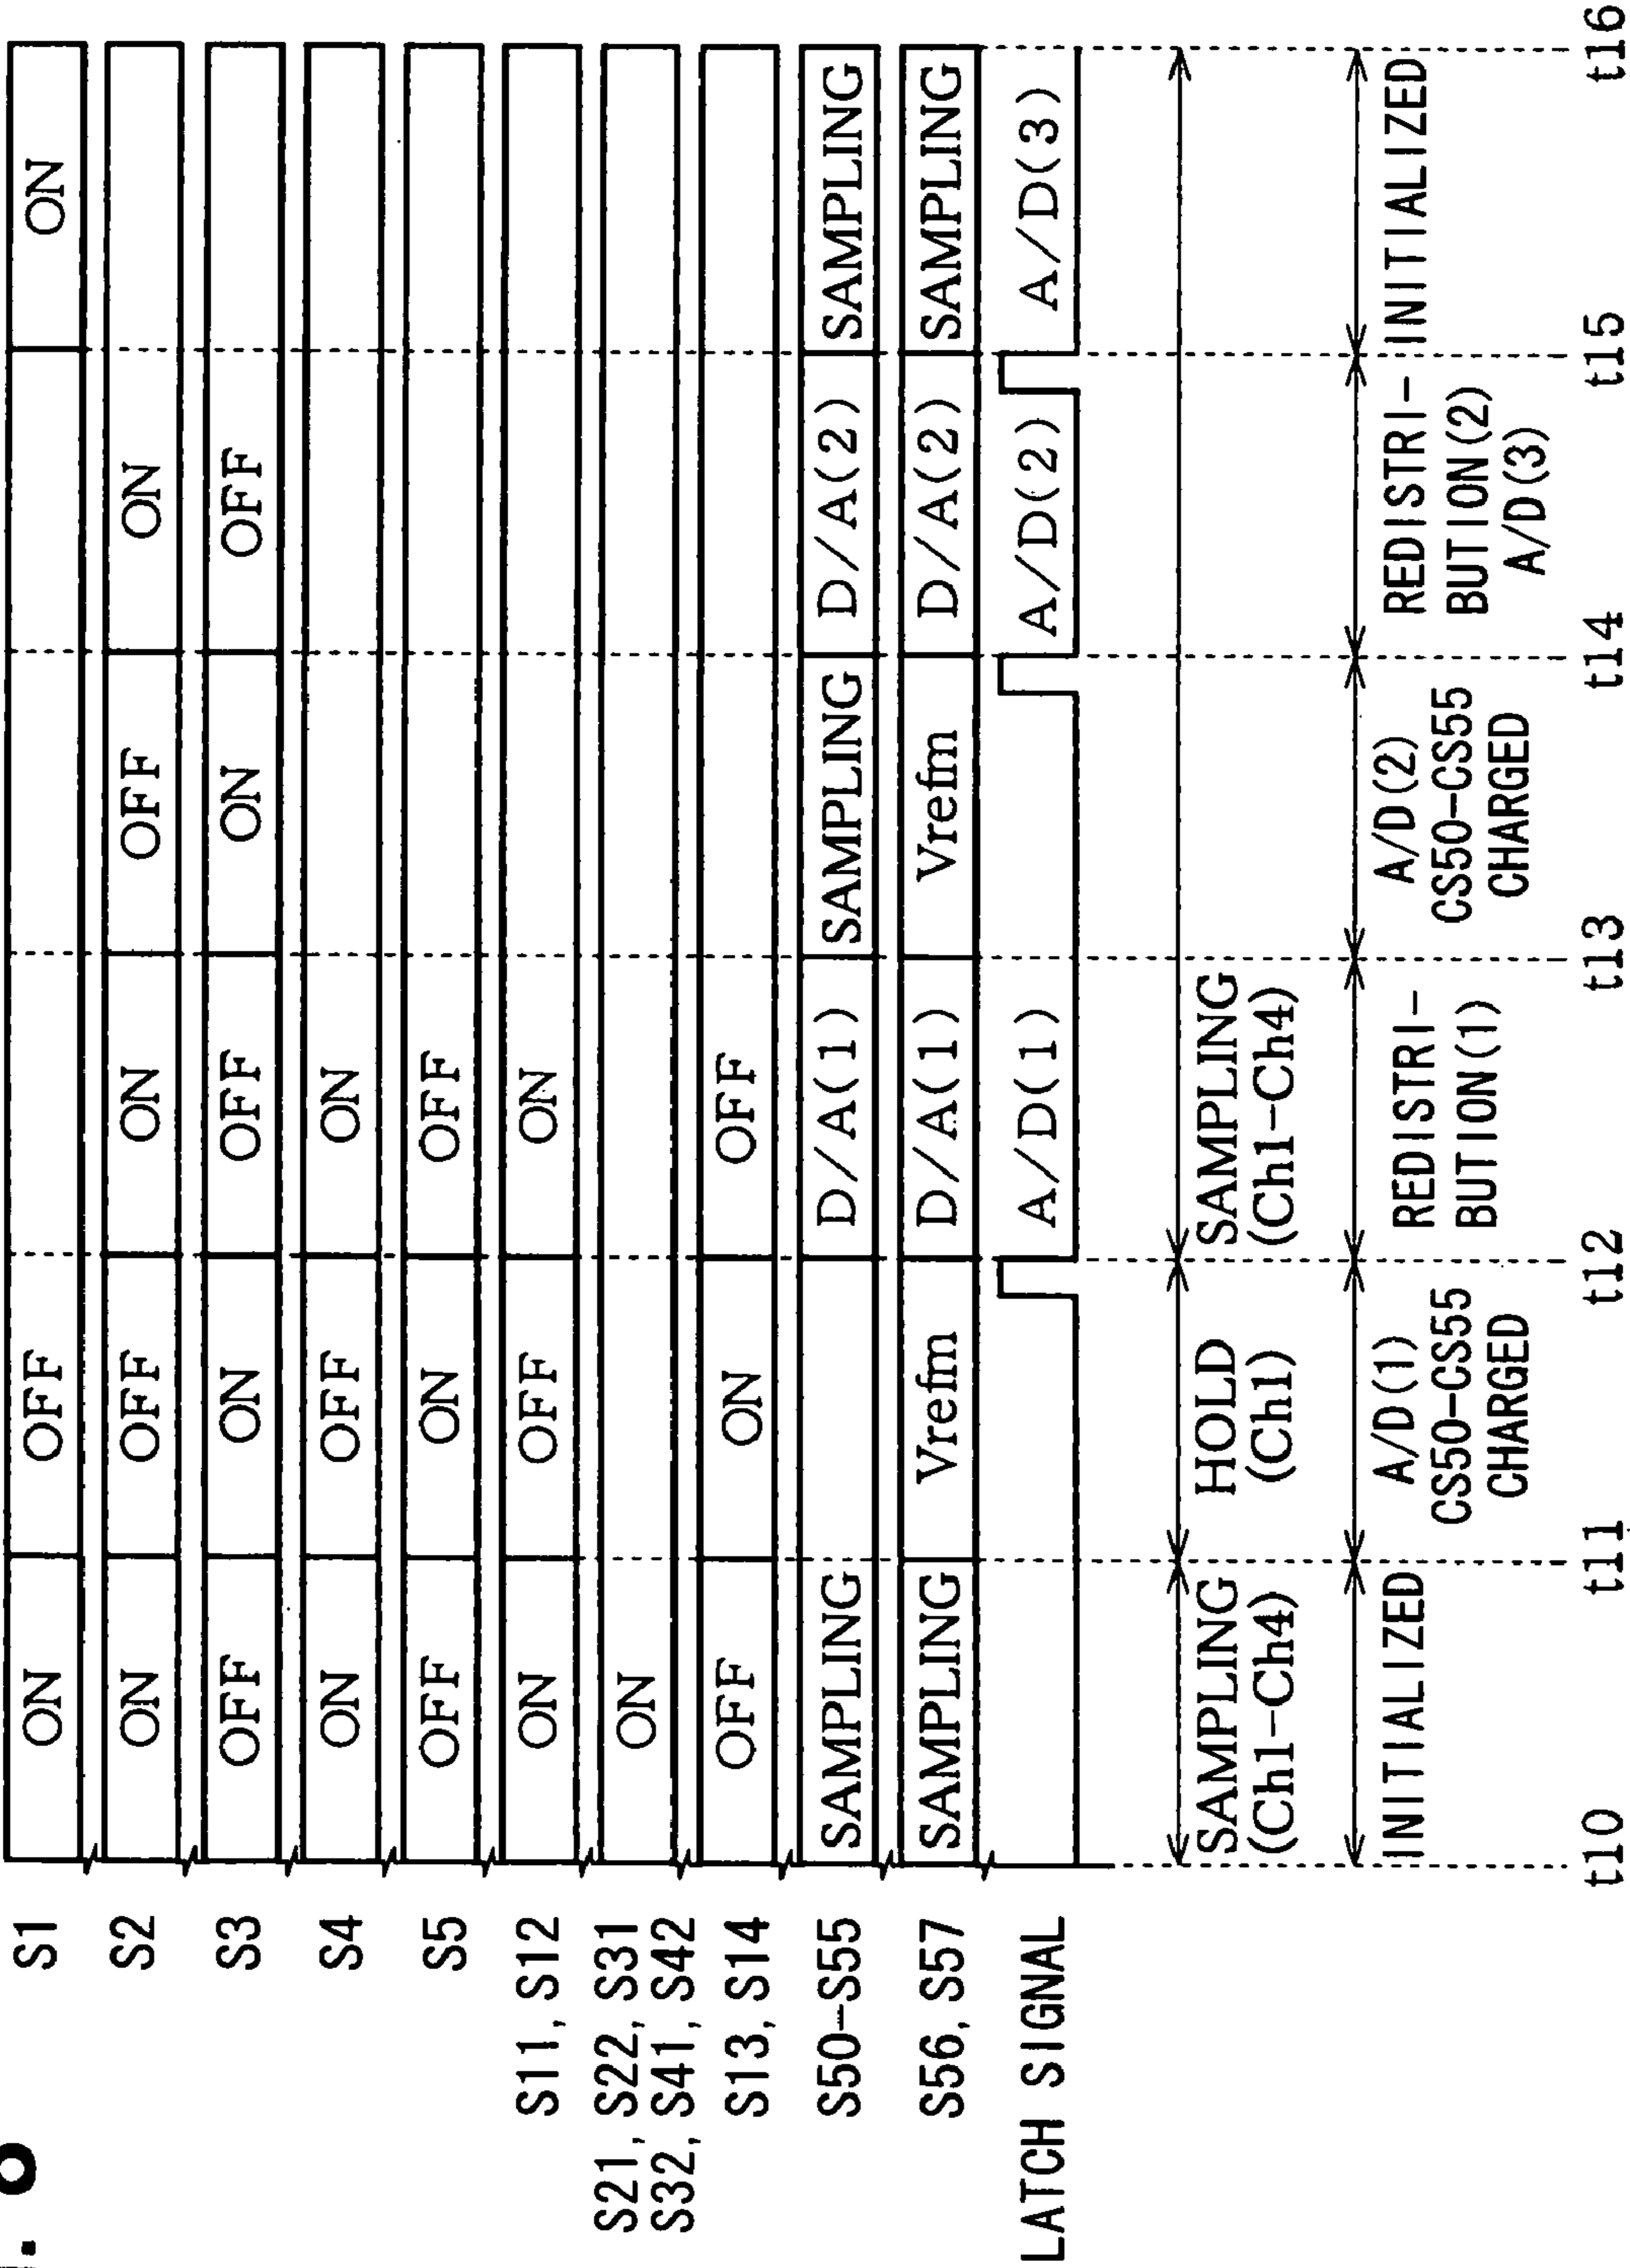 S1 ON OFF ON
S2 ON OFF ON OFF ON
S3 OFF ON OFF ON OFF
S4 ON OFF ON
S5 OFF ON OFF
S11, S12 ON OFF ON
S21, S22, S31
S32, S41, S42 ON
S13, S14 OFF ON OFF
S50-S55 SAMPLING D/A(1) SAMPLING D/A(2) SAMPLING
S56, S57 SAMPLING Vrefm D/A(1) Vrefm D/A(2) SAMPLING
LATCH SIGNAL A/D(1) A/D(2) A/D(3)
SAMPLING
(Ch1-Ch4)
HOLD
(Ch1)
SAMPLING
(Ch1-Ch4)
INITIALIZED
A/D(1)
CS50-CS55
CHARGED
REDISTRI-
BUTION(1)
A/D(2)
CS50-CS55
CHARGED
REDISTRI-
BUTION(2)
A/D(3)
INITIALIZED
t10 t11 t12 t13 t14 t15 t16